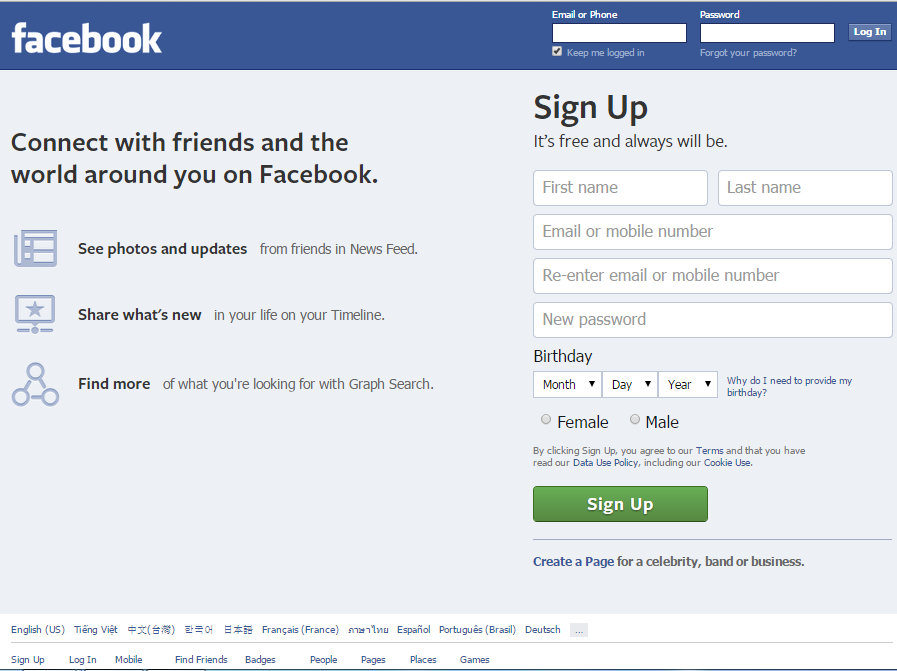 facebook
Email or Phone
Password
Log In
Keep me logged in
Forgot your password?
Connect with friends and the
world around you on Facebook.
See photos and updates from friends in News Feed.
Share what's new in your life on your Timeline.
Find more of what you're looking for with Graph Search.
Sign Up
It's free and always will be.
First name
Last name
Email or mobile number
Re-enter email or mobile number
New password
Birthday
Month
Day
Year
Why do I need to provide my
birthday?
Female
Male
By clicking Sign Up, you agree to our Terms and that you have
read our Data Use Policy, including our Cookie Use.
Sign Up
Create a Page for a celebrity, band or business.
English (US) Tiếng Việt 中文(台灣) 한국어 日本語 Français (France) ภาษาไทย Español Português (Brasil) Deutsch ...
Sign Up Log In Mobile Find Friends Badges People Pages Places Games